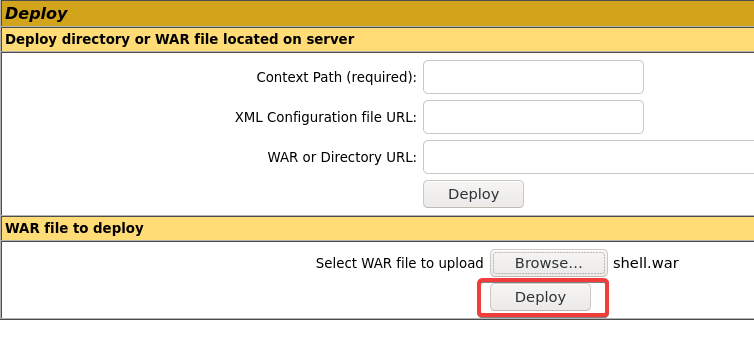 Deploy
Deploy directory or WAR file located on server
Context Path (required):
XML Configuration file URL:
WAR or Directory URL:
Deploy
WAR file to deploy
Select WAR file to upload Browse... shell.war
Deploy